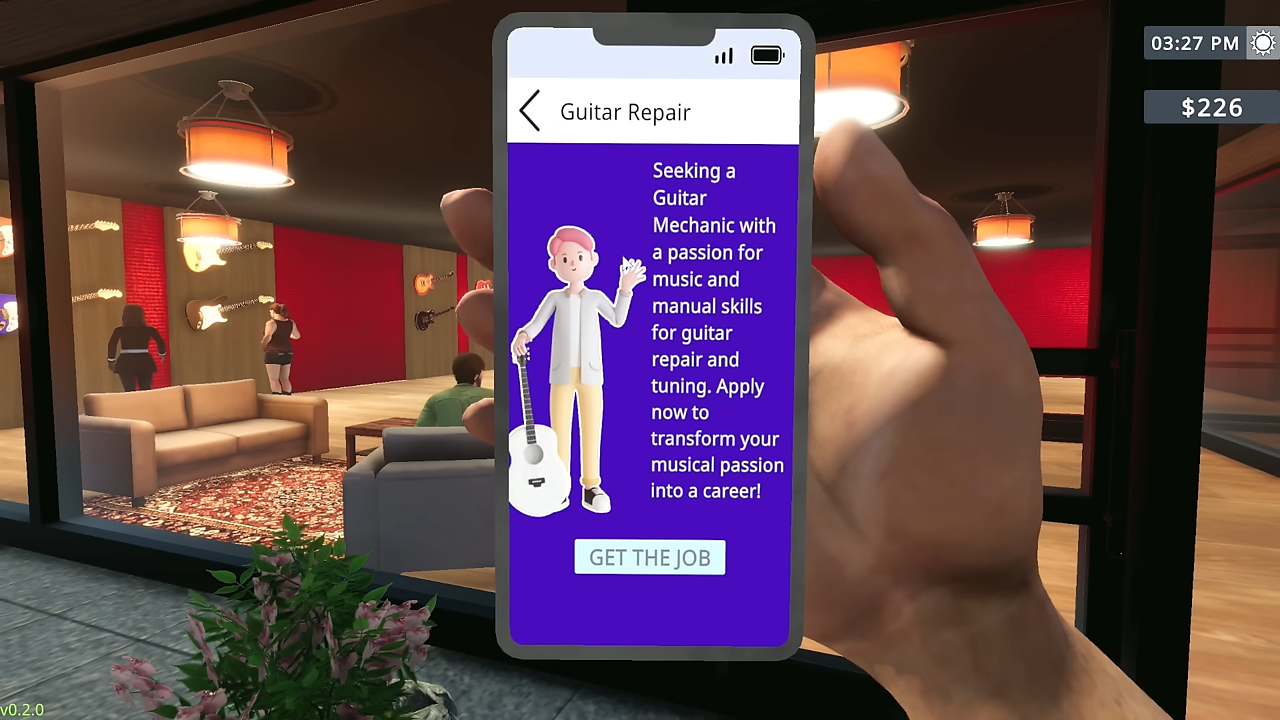 03:27 PM
$226
Guitar Repair
Seeking a
Guitar
Mechanic with
a passion for
music and
manual skills
for guitar
repair and
tuning. Apply
now to
transform your
musical passion
into a career!
GET THE JOB
v0.2.0